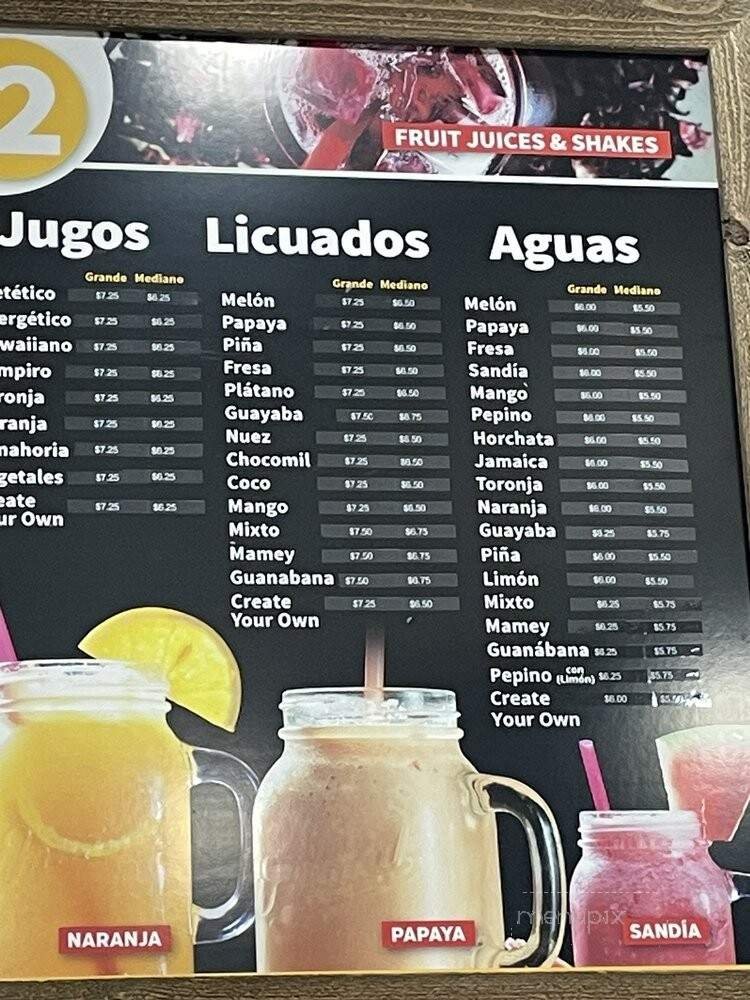 2
FRUIT JUICES & SHAKES
Jugos
Grande Mediano
etético $7.25 $6.25
ergético $7.25 $6.25
waiiano $7.25 $6.25
mpiro $7.25 $6.25
ronja $7.25 $6.25
ranja $7.25 $6.25
nahoria $7.25 $6.25
getales $7.25 $6.25
eate $7.25 $6.25
ur Own
Licuados
Grande Mediano
Melón $7.25 $6.50
Papaya $7.25 $6.50
Piña $7.25 $6.50
Fresa $7.25 $6.50
Plátano $7.25 $6.50
Guayaba $7.50 $6.75
Nuez $7.25 $6.50
Chocomil $7.25 $6.50
Coco $7.25 $6.50
Mango $7.25 $6.50
Mixto $7.50 $6.75
Mamey $7.50 $6.75
Guanabana $7.50 $6.75
Create $7.25 $6.50
Your Own
Aguas
Grande Mediano
Melón $6.00 $5.50
Papaya $6.00 $5.50
Fresa $6.00 $5.50
Sandía $6.00 $5.50
Mango $6.00 $5.50
Pepino $6.00 $5.50
Horchata $6.00 $5.50
Jamaica $6.00 $5.50
Toronja $6.00 $5.50
Naranja $6.00 $5.50
Guayaba $6.25 $5.75
Piña $6.00 $5.50
Limón $6.00 $5.50
Mixto $6.25 $5.75
Mamey $6.25 $5.75
Guanábana $6.25 $5.75
Pepino (con Limón) $6.25 $5.75
Create $6.00 $5.50
Your Own
NARANJA
PAPAYA
SANDÍA
menupix